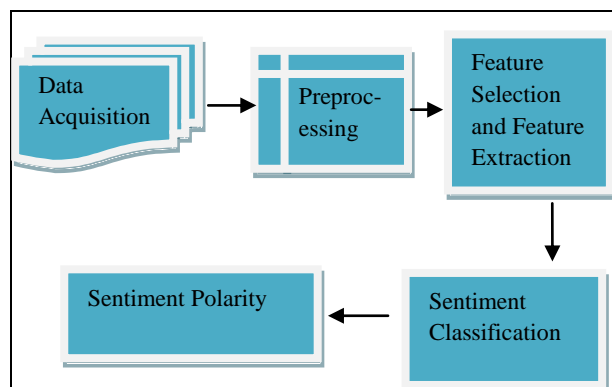 Data
Acquisition
Preproc-
essing
Feature
Selection
and Feature
Extraction
Sentiment
Classification
Sentiment Polarity